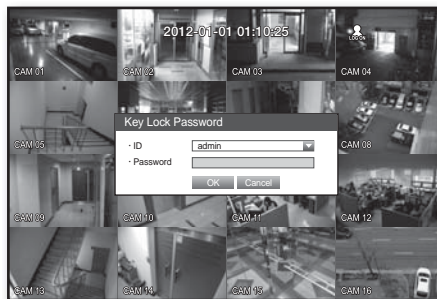 2012-01-01 01:10:25
LOG ON
CAM 01
CAM 02
CAM 03
CAM 04
Key Lock Password
· ID
admin
· Password
OK
Cancel
CAM 05
CAM 08
CAM 09
CAM 10
CAM 11
CAM 12
CAM 13
CAM 14
CAM 15
CAM 16